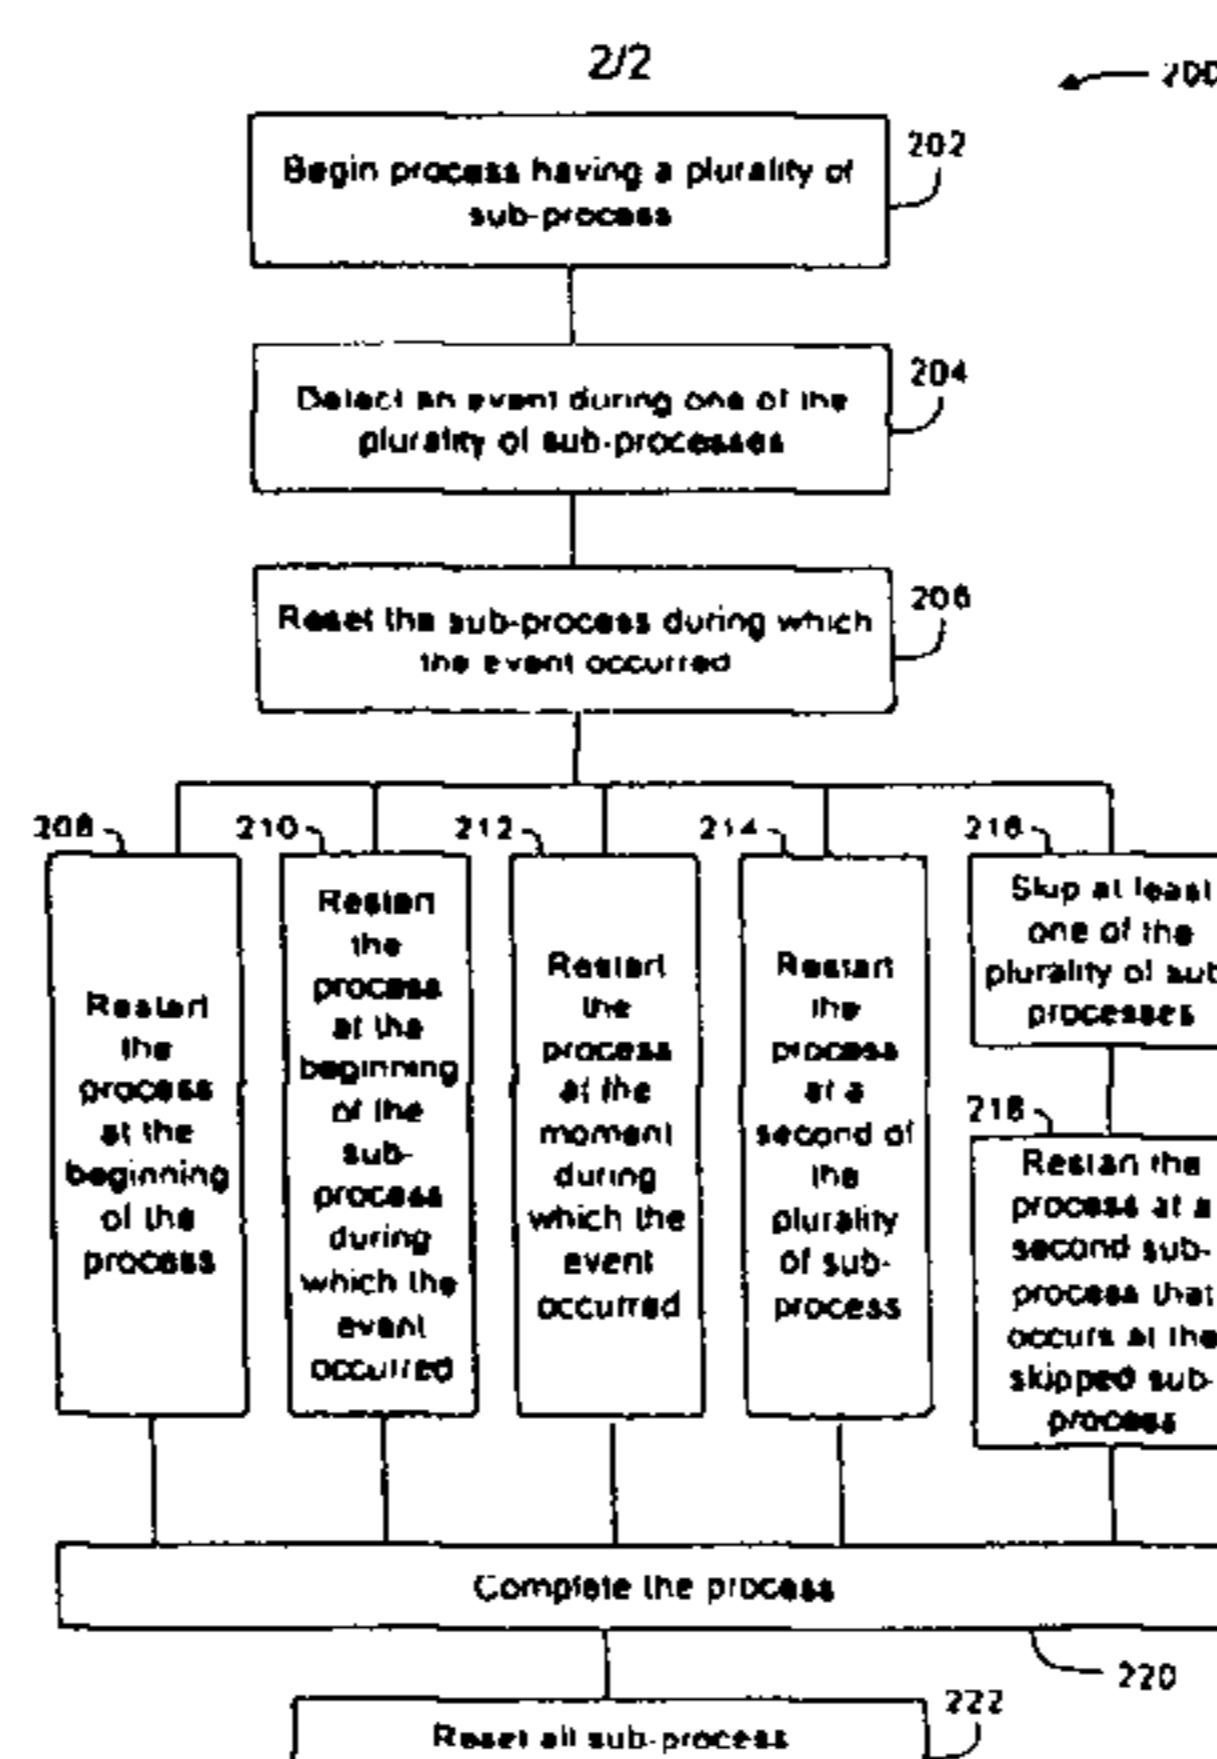 2/2
200
Begin process having a plurality of
sub-process
202
Detect an event during one of the
plurality of sub-processes
204
Reset the sub-process during which
the event occurred
206
208
Restart
the
process
at the
beginning
of the
process
210
Restart
the
process
at the
beginning
of the
sub-
process
during
which the
event
occurred
212
Restart
the
process
at the
moment
during
which the
event
occurred
214
Restart
the
process
at a
second of
the
plurality
of sub-
process
216
Skip at least
one of the
plurality of sub
processes
218
Restart the
process at a
second sub-
process that
occurs at the
skipped sub-
process
Complete the process
220
Reset all sub-process
222